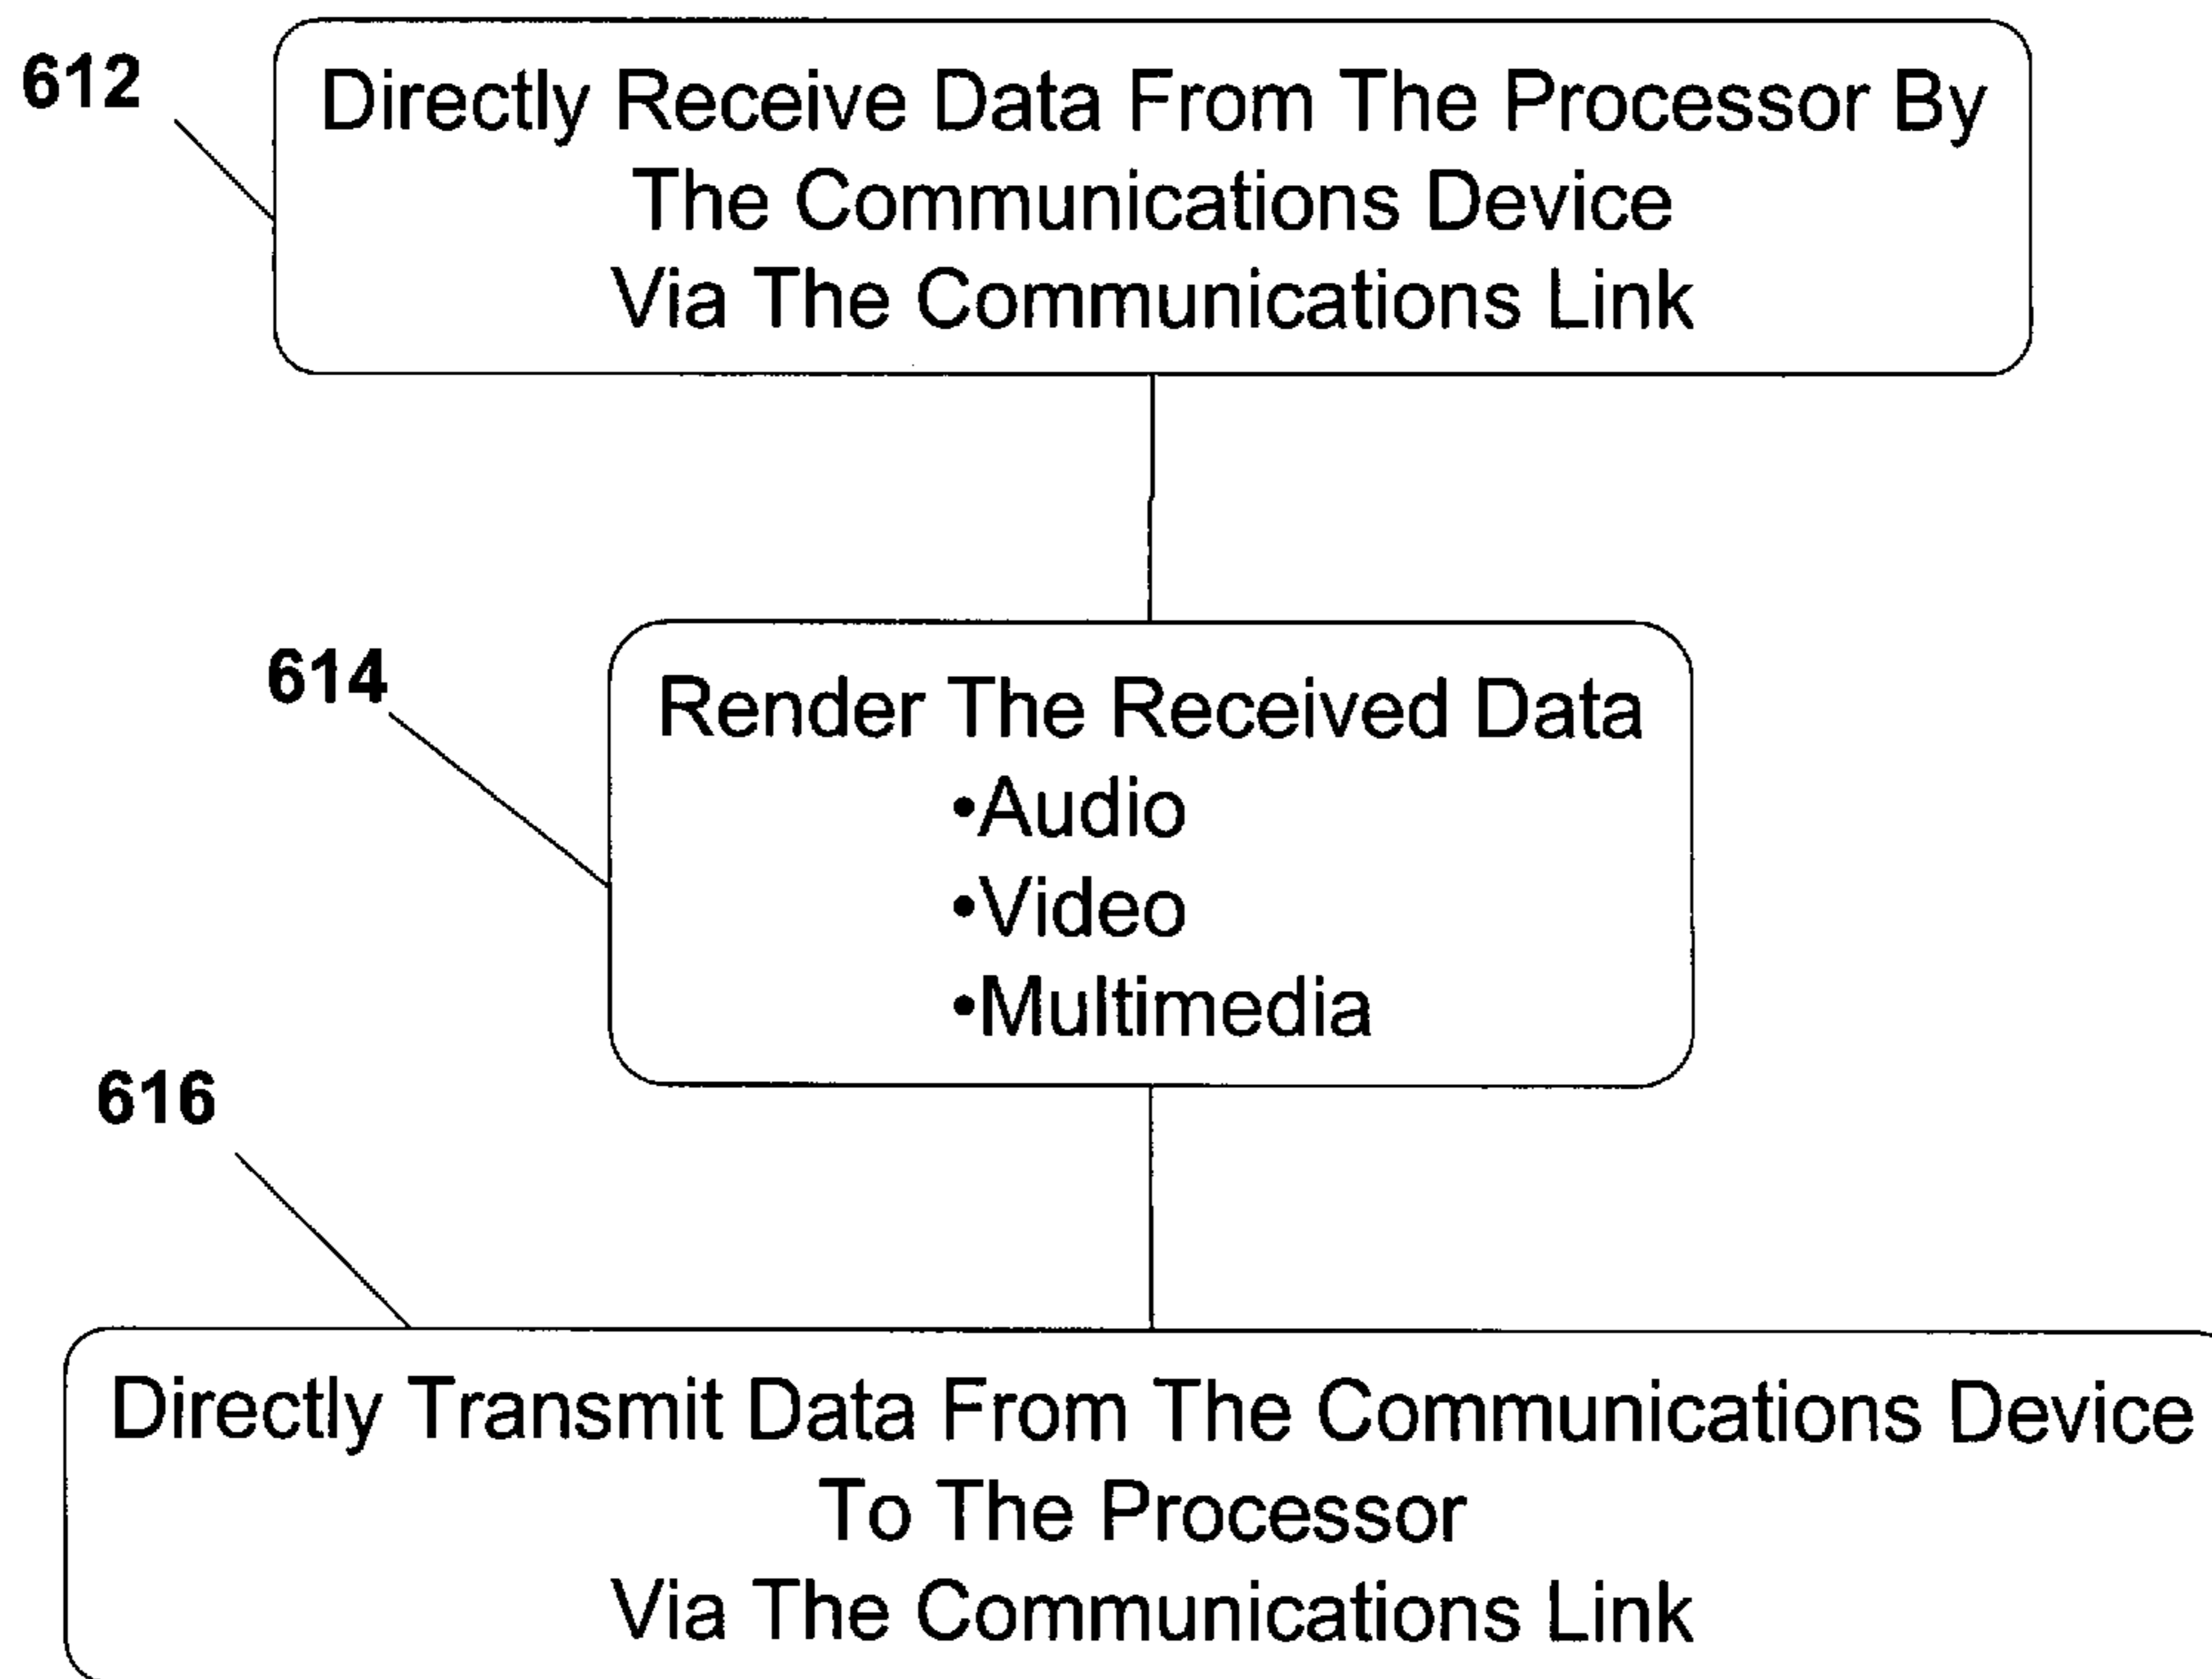 612
Directly Receive Data From The Processor By
The Communications Device
Via The Communications Link
614
Render The Received Data
•Audio
•Video
•Multimedia
616
Directly Transmit Data From The Communications Device
To The Processor
Via The Communications Link